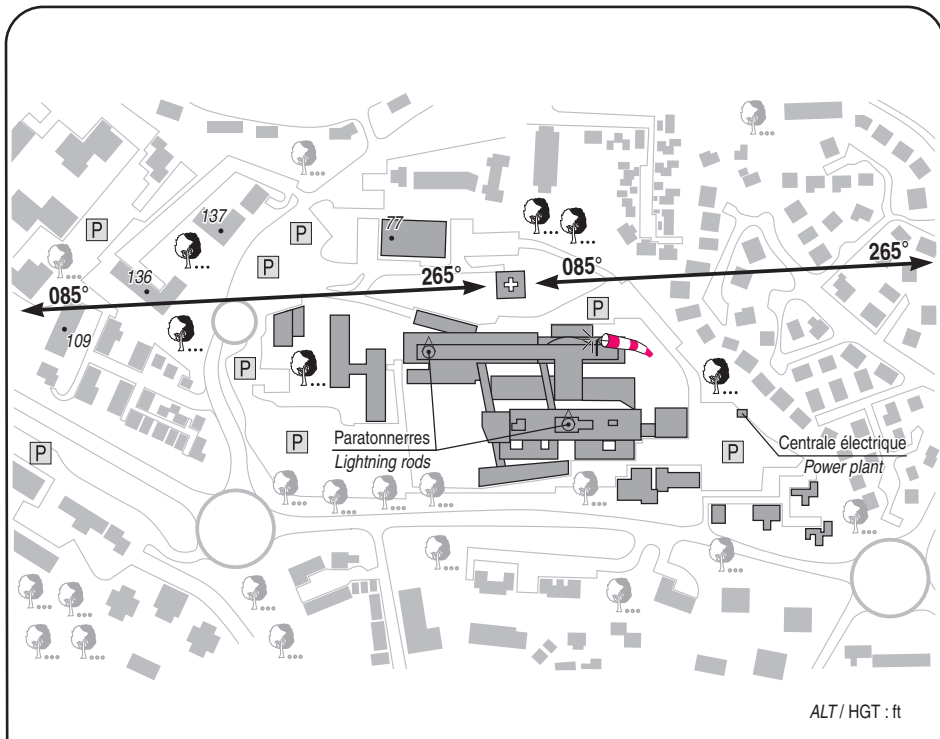 137
77
P
P
P
136
265°
085°
265°
085°
P
109
P
P
Paratonnerres
Lightning rods
P
P
P
Centrale électrique
Power plant
ALT / HGT : ft